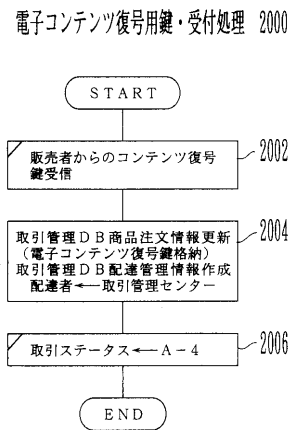 電子コンテンツ復号用鍵・受付処理 2000
START
販売者からのコンテンツ復号
鍵受信
2002
取引管理DB商品注文情報更新
(電子コンテンツ復号鍵格納)
取引管理DB配達管理情報作成
配達者←取引管理センター
2004
取引ステータス←A-4
2006
END